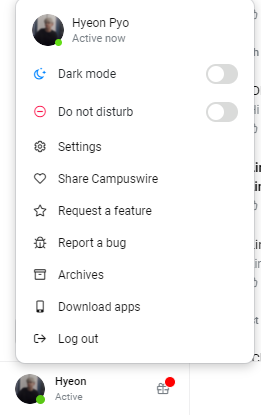 Hyeon Pyo
Active now
Dark mode
Do not disturb
Settings
Share Campuswire
Request a feature
Report a bug
Archives
Download apps
Log out
Hyeon
Active